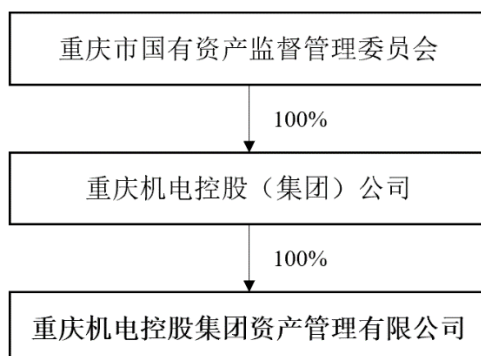 重庆市国有资产监督管理委员会
100%
重庆机电控股（集团）公司
100%
重庆机电控股集团资产管理有限公司